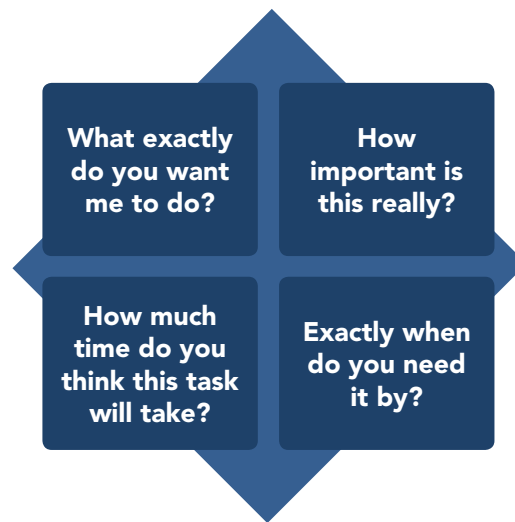 What exactly
do you want
me to do?
How
important is
this really?
How much
time do you
think this task
will take?
Exactly when
do you need
it by?